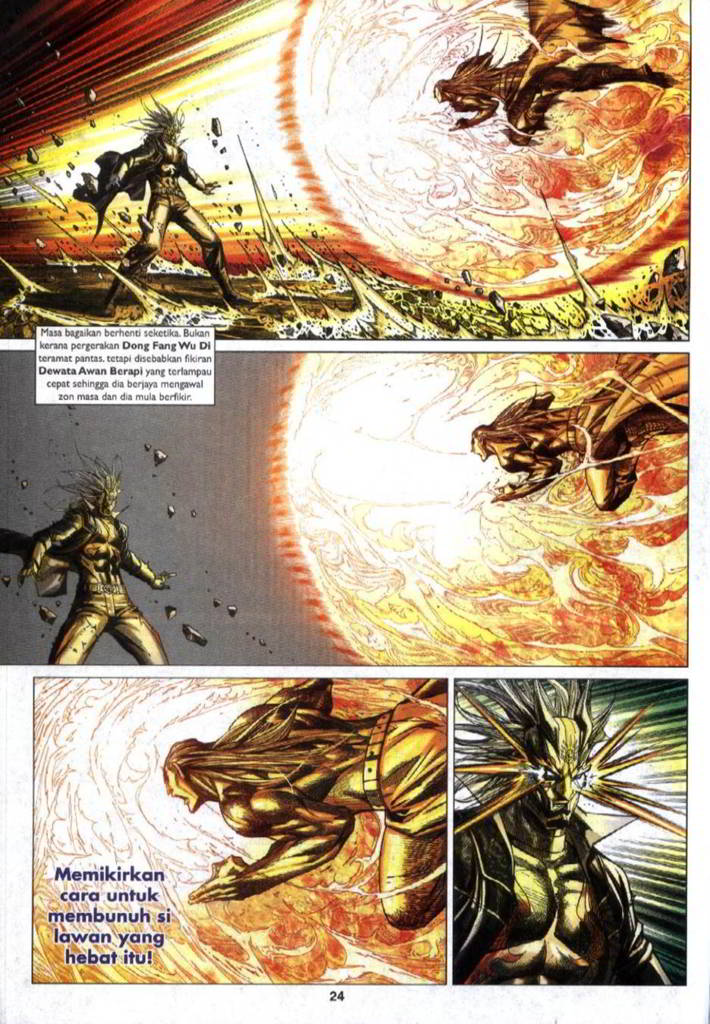 Masa bagaikan berhenti seketika. Bukan
kerana pergerakan Dong Fang Wu Di
teramat pantas, tetapi disebabkan fikiran
Dewata Awan Berapi yang terlampau
cepat sehingga dia berjaya mengawal
zon masa dan dia mula berfikir.
Memikirkan
cara untuk
membunuh si
lawan yang
hebat itu!
24